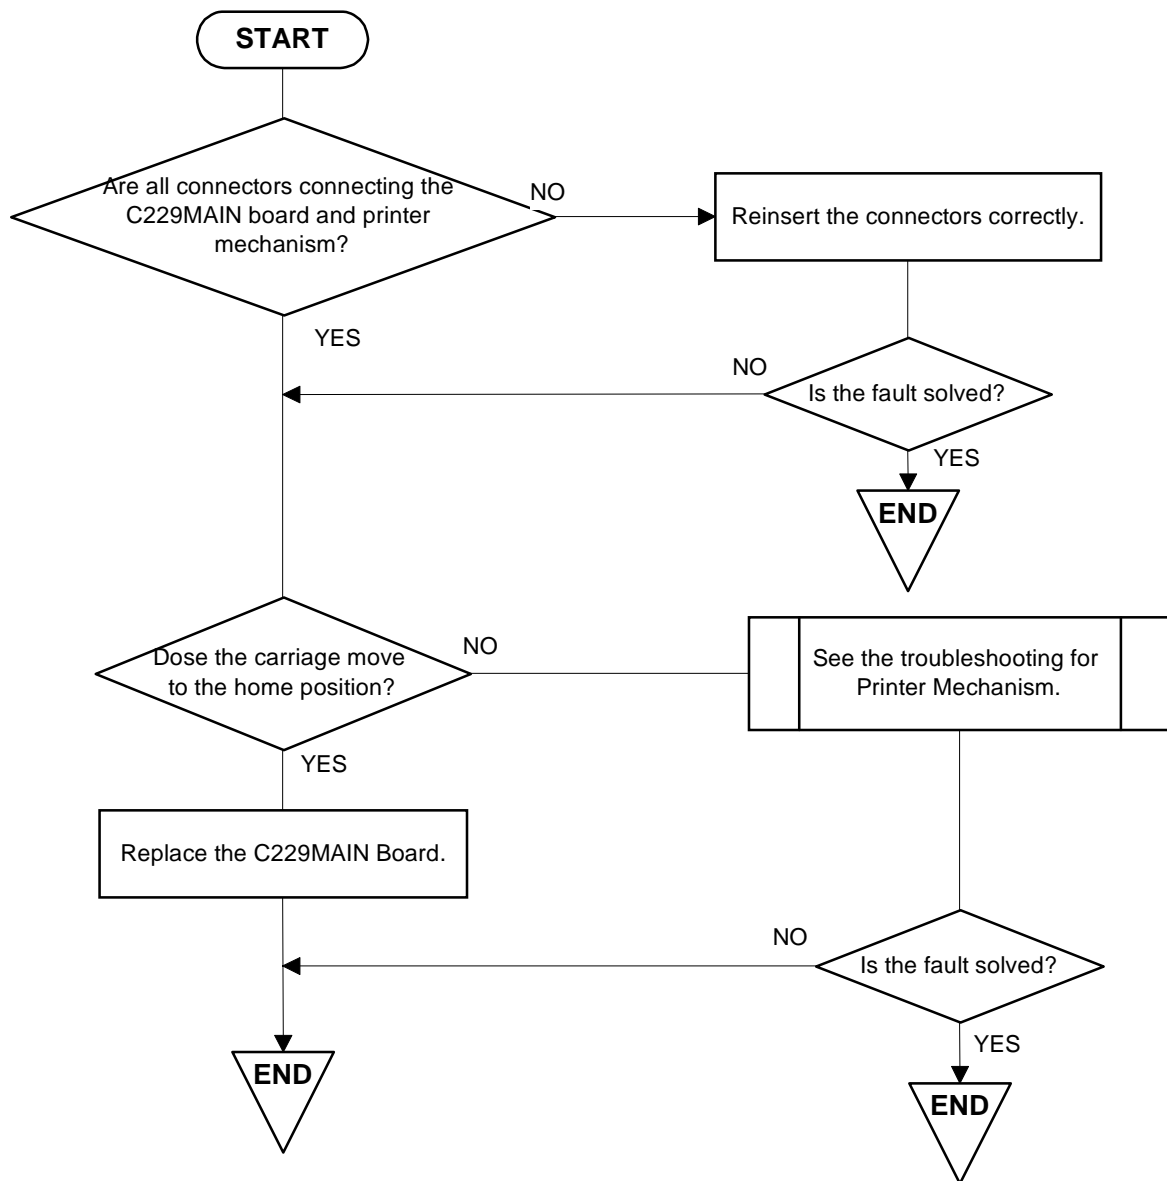 START
Are all connectors connecting the
C229MAIN board and printer
mechanism?
NO
Reinsert the connectors correctly.
YES
NO
Is the fault solved?
YES
END
Dose the carriage move
to the home position?
NO
See the troubleshooting for
Printer Mechanism.
YES
Replace the C229MAIN Board.
NO
Is the fault solved?
YES
END
END